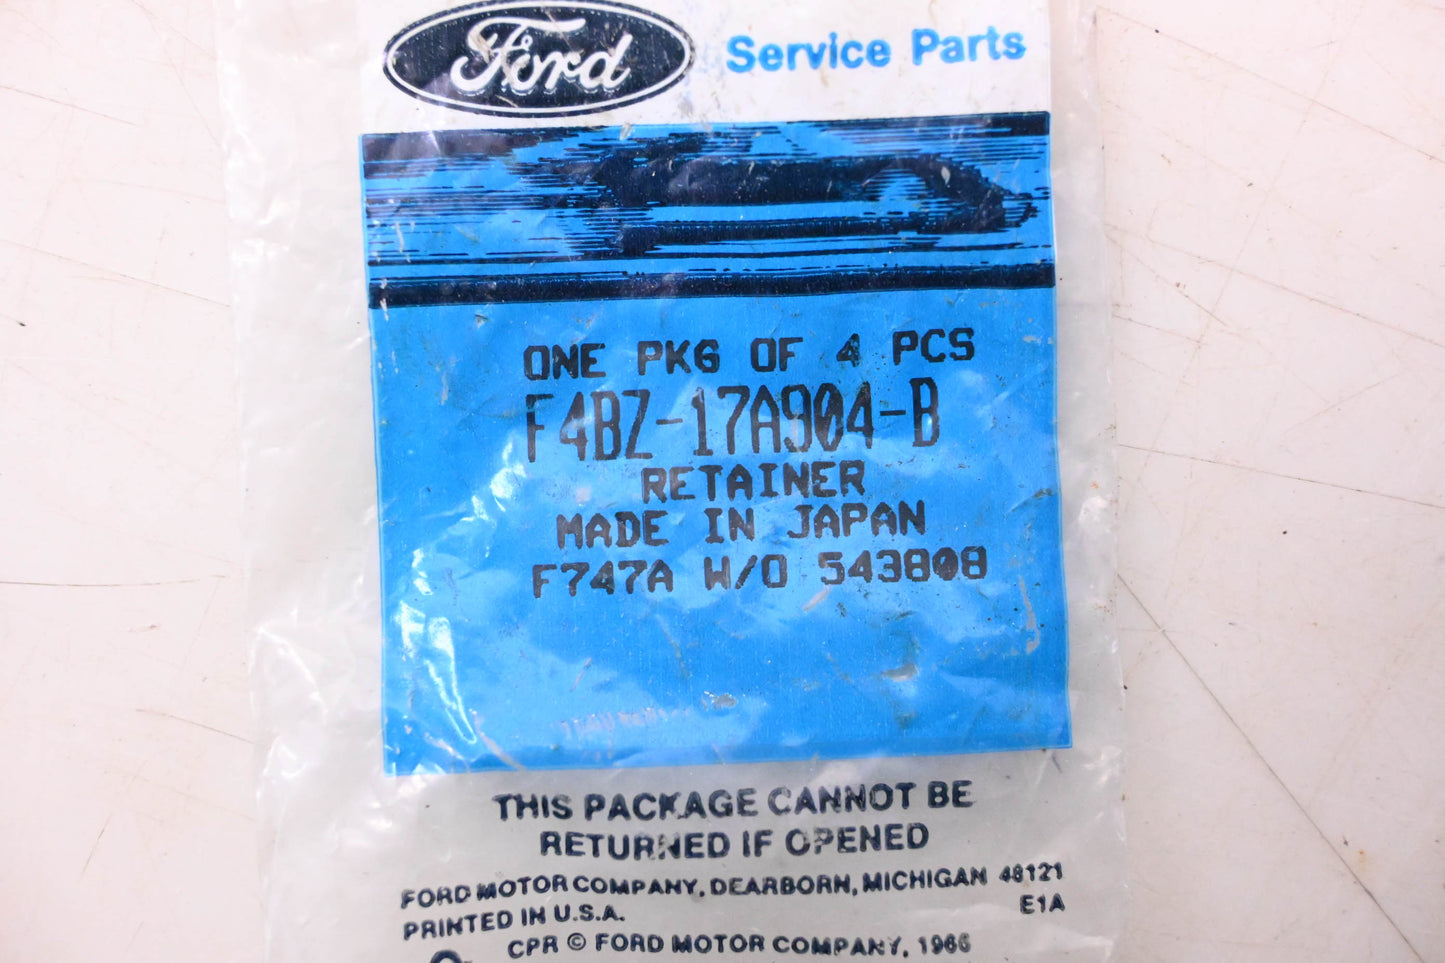 Ford Service Parts
ONE PKG OF 4 PCS
F4BZ-17A904-B
RETAINER
MADE IN JAPAN
F747A W/O 543808
THIS PACKAGE CANNOT BE
RETURNED IF OPENED
FORD MOTOR COMPANY, DEARBORN, MICHIGAN 48121
PRINTED IN U.S.A. E1A
CPR © FORD MOTOR COMPANY, 1986